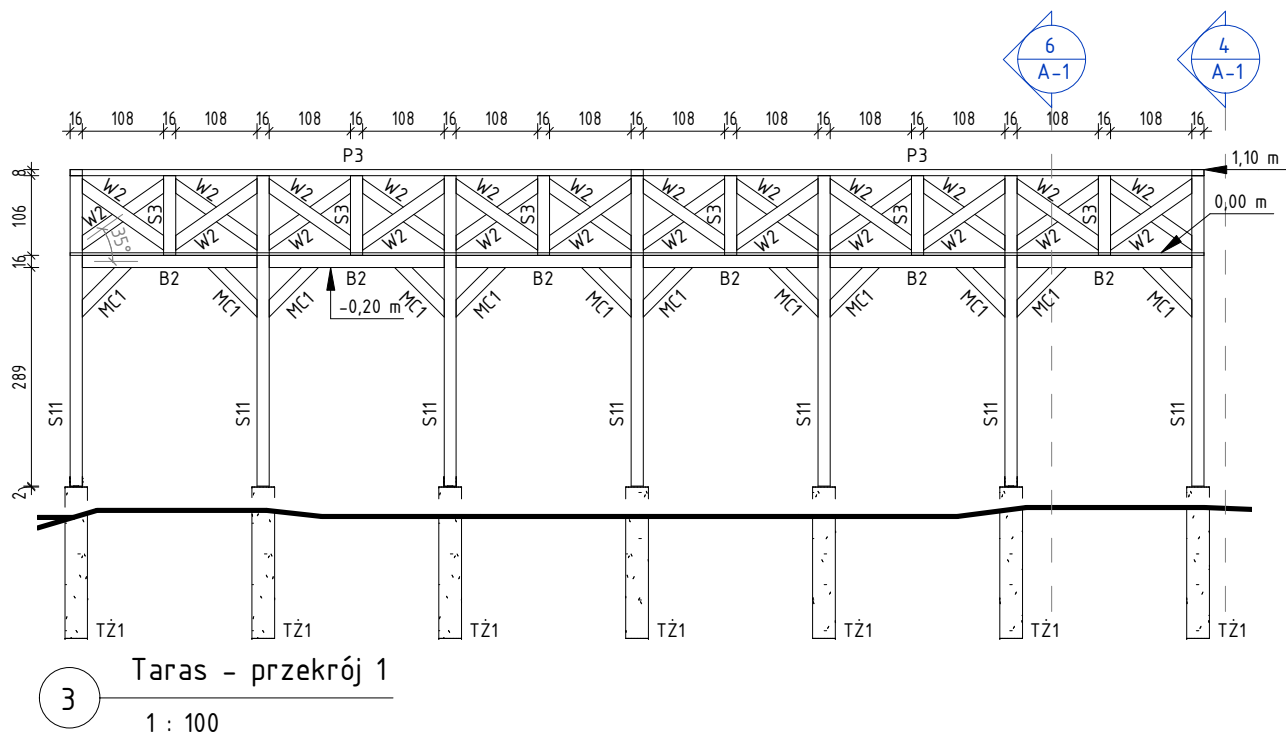 6
A-1
4
A-1
16 108 16 108 16 108 16 108 16 108 16 108 16 108 16 108 16 108 16 108 16 108 16 108 16
P3 P3
1,10 m
8
W2 W2 W2 W2 W2 W2 W2 W2 W2 W2 W2 W2
106
S3 S3 S3 S3 S3 S3
0,00 m
W2
35°
W2 W2 W2 W2 W2 W2 W2 W2 W2 W2 W2
16
B2 B2 B2 B2 B2 B2
MC1 MC1 MC1 MC1 MC1 MC1 MC1 MC1 MC1 MC1 MC1 MC1
-0,20 m
289
S11 S11 S11 S11 S11 S11 S11
2
TŻ1 TŻ1 TŻ1 TŻ1 TŻ1 TŻ1 TŻ1
3
Taras - przekrój 1
1 : 100